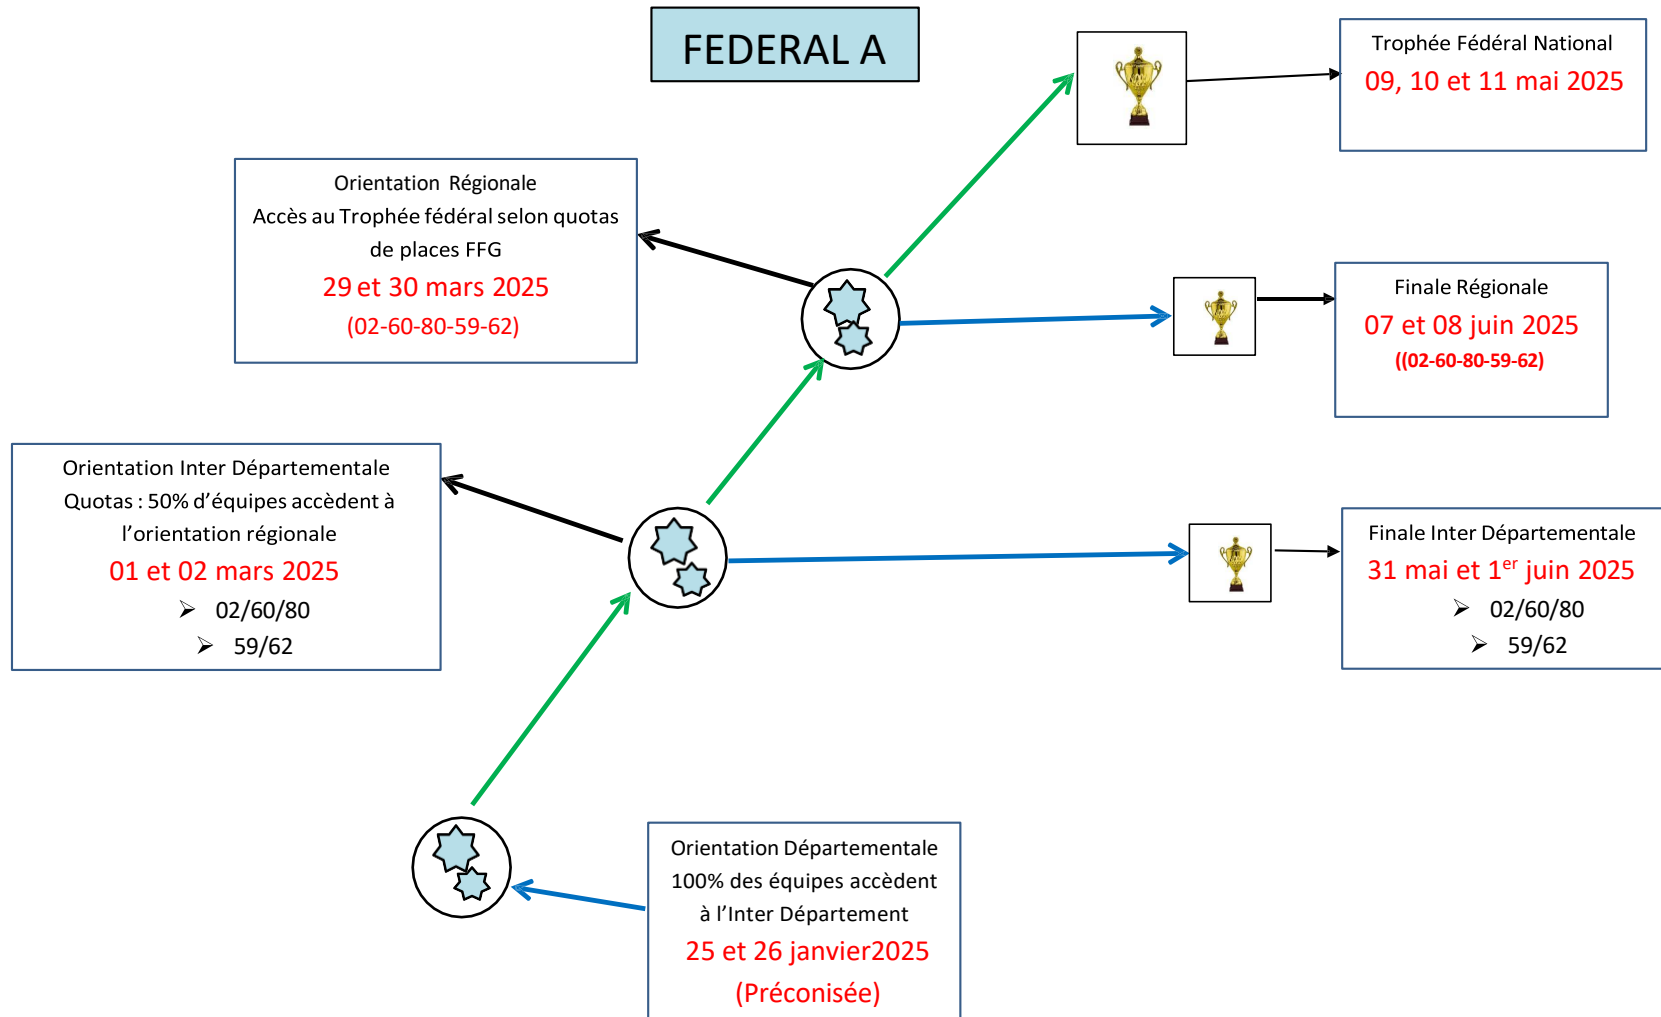 FEDERAL A
Trophée Fédéral National
09, 10 et 11 mai 2025
Orientation Régionale
Accès au Trophée fédéral selon quotas
de places FFG
29 et 30 mars 2025
(02-60-80-59-62)
Finale Régionale
07 et 08 juin 2025
((02-60-80-59-62)
Orientation Inter Départementale
Quotas : 50% d’équipes accèdent à
l’orientation régionale
01 et 02 mars 2025
➢ 02/60/80
➢ 59/62
Finale Inter Départementale
31 mai et 1er juin 2025
➢ 02/60/80
➢ 59/62
Orientation Départementale
100% des équipes accèdent
à l’Inter Département
25 et 26 janvier2025
(Préconisée)